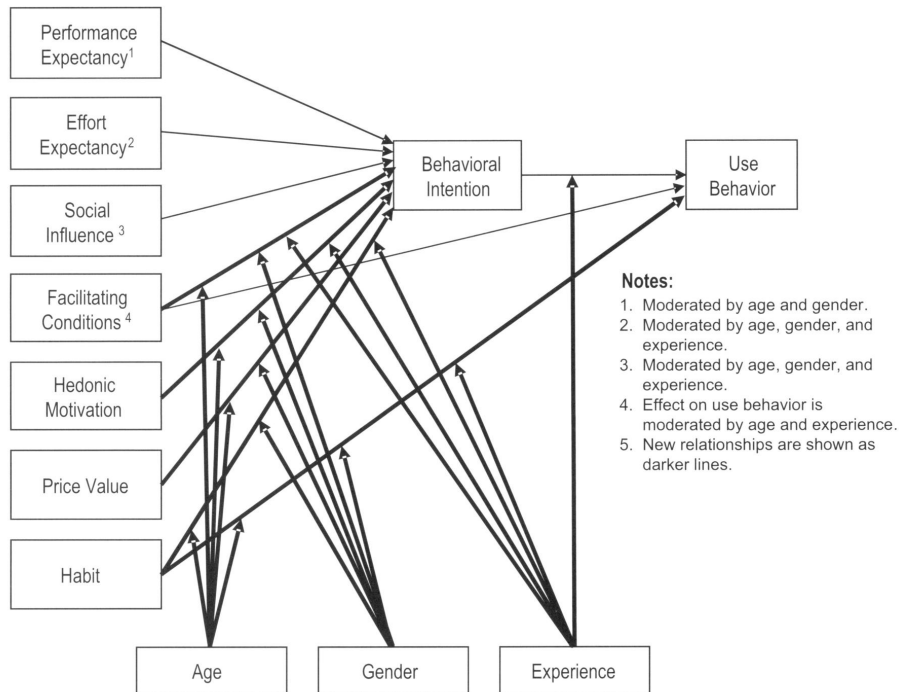 Performance
Expectancy1
Effort
Expectancy2
Social
Influence 3
Facilitating
Conditions 4
Hedonic
Motivation
Price Value
Habit
Behavioral
Intention
Use
Behavior
Notes:
1. Moderated by age and gender.
2. Moderated by age, gender, and
experience.
3. Moderated by age, gender, and
experience.
4. Effect on use behavior is
moderated by age and experience.
5. New relationships are shown as
darker lines.
Age
Gender
Experience